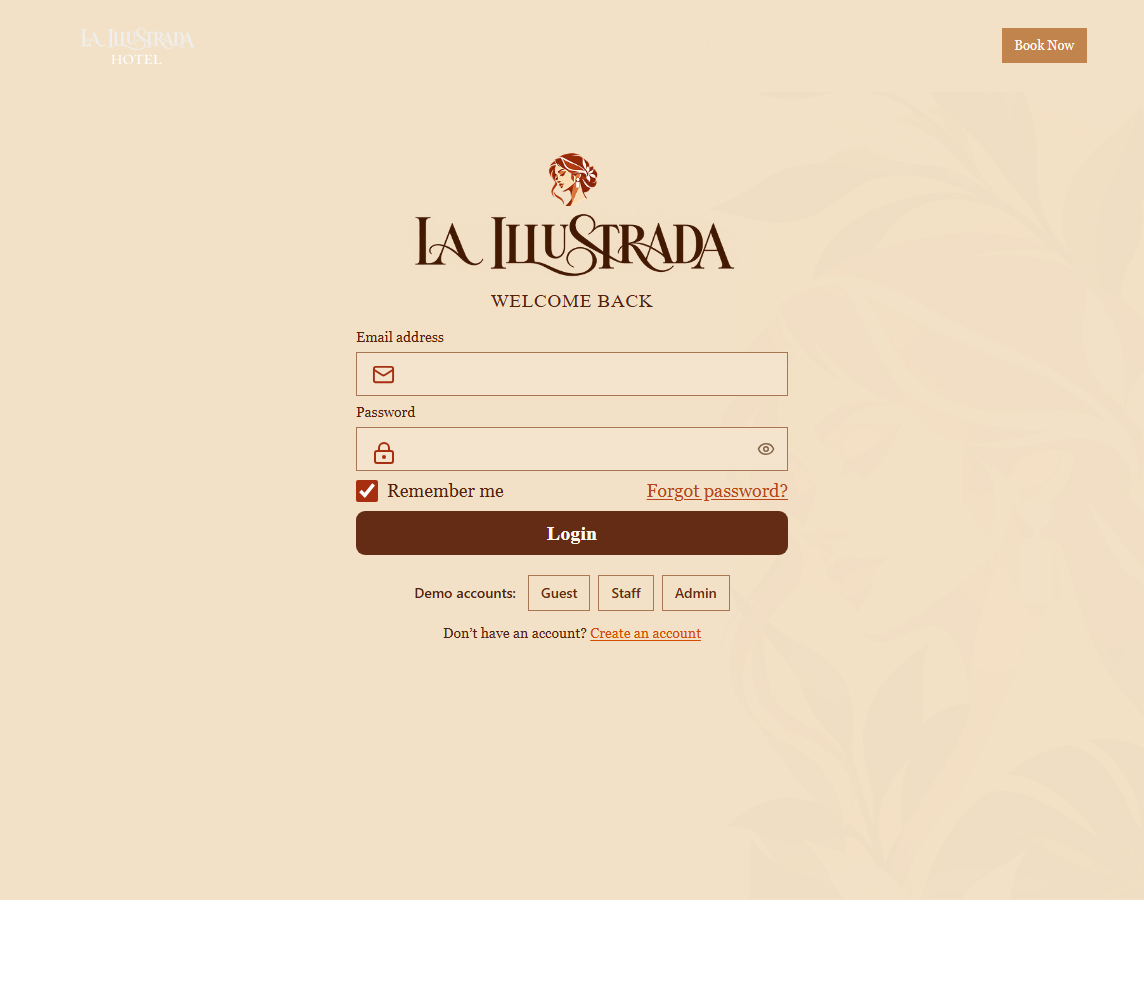 LA ILLUSTRADA
HOTEL
Book Now
LA ILLUSTRADA
WELCOME BACK
Email address
Password
Remember me
Forgot password?
Login
Demo accounts:
Guest
Staff
Admin
Don’t have an account? Create an account